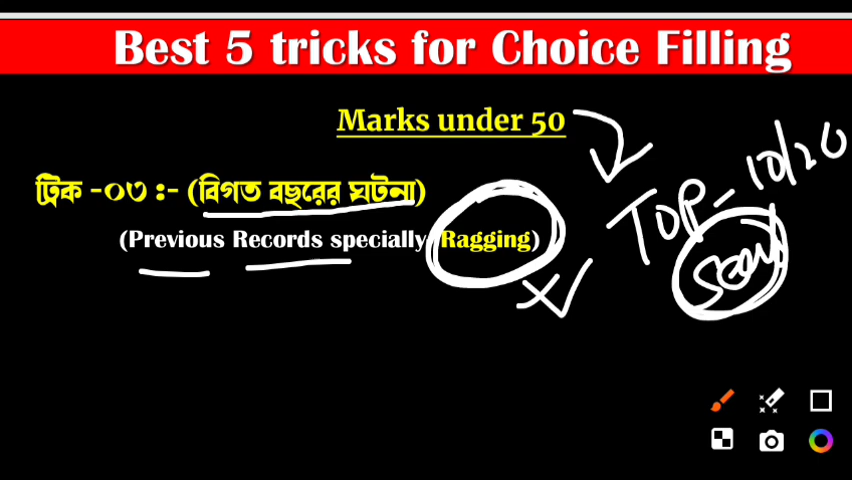 Best 5 tricks for Choice Filling
Marks under 50
ট্রিক -০৩ :- (বিগত বছরের ঘটনা)
(Previous Records specially Ragging)
TOP - 10/20